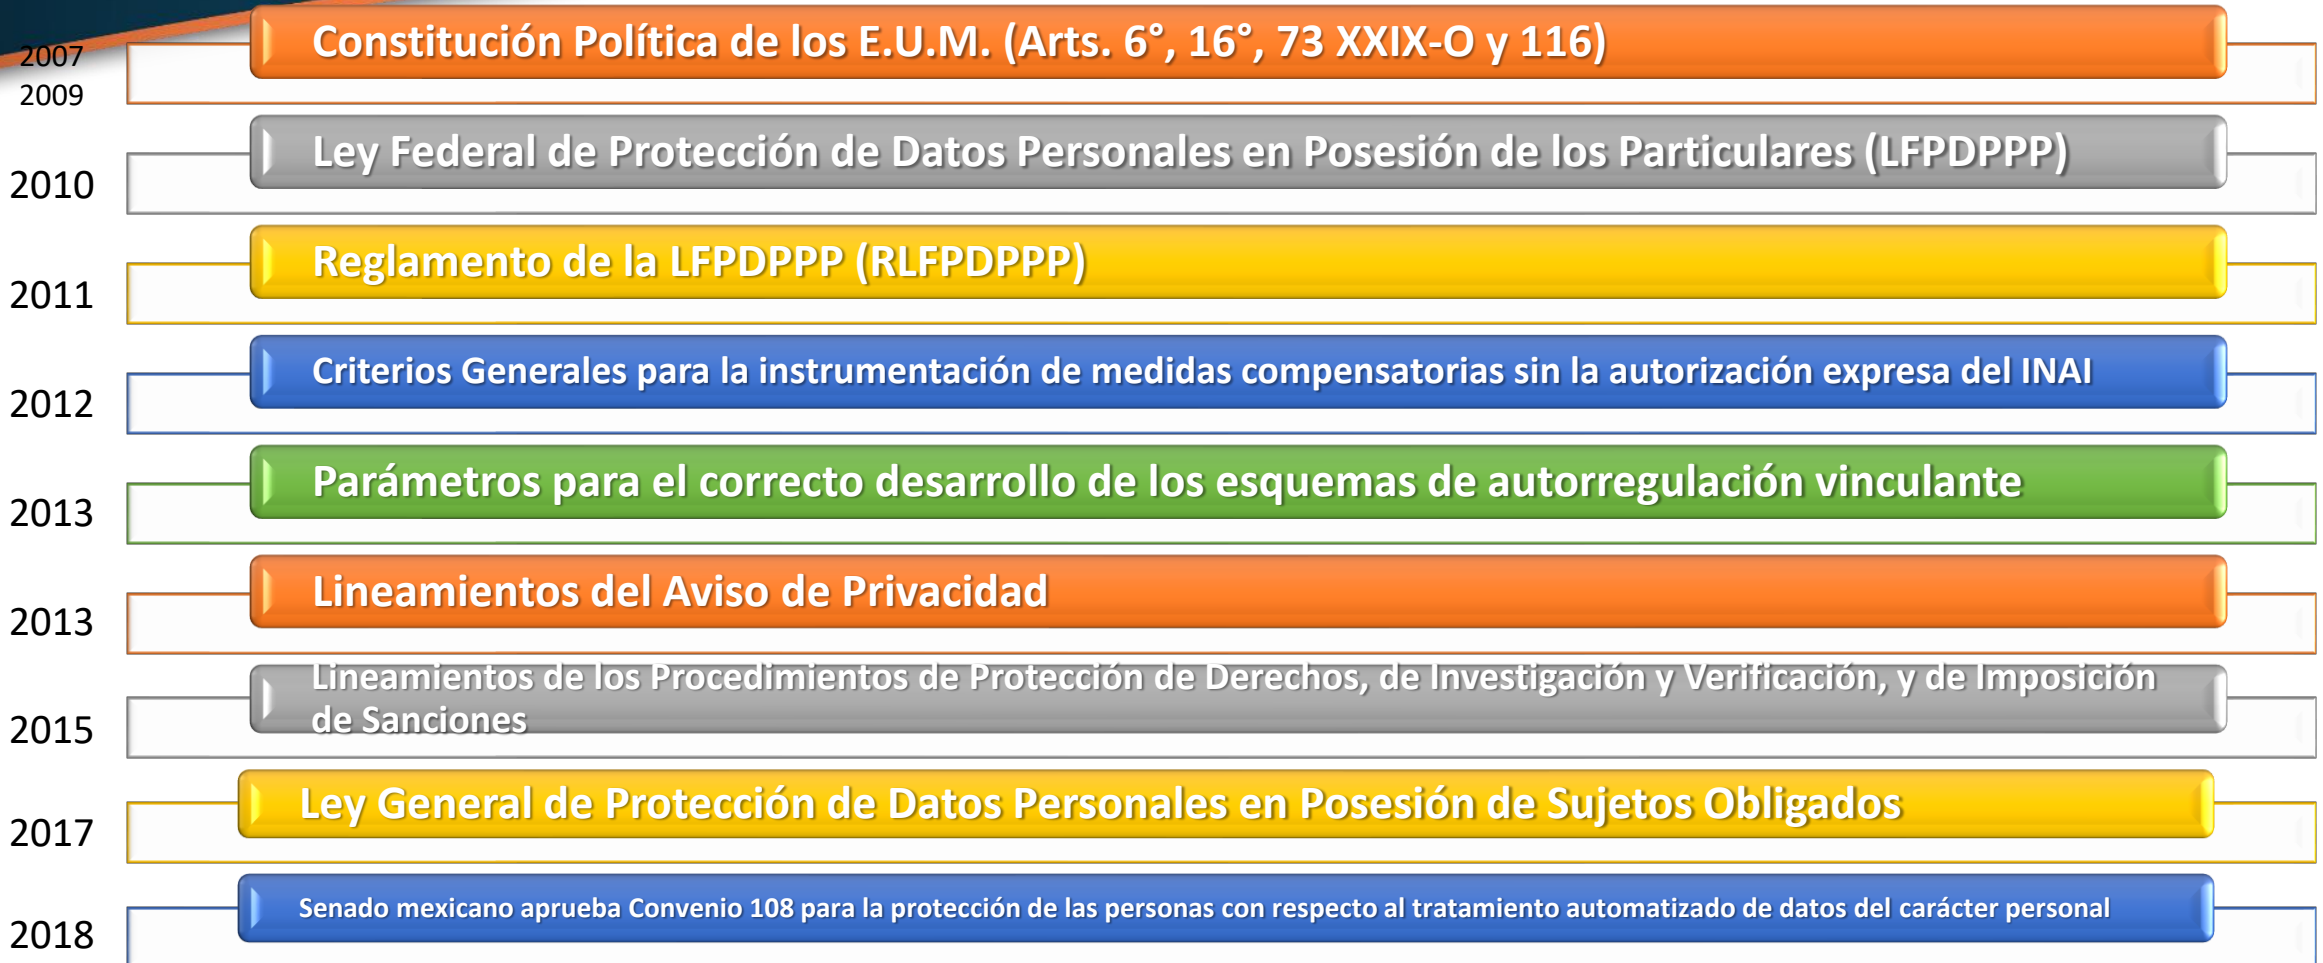 2007
2009
Constitución Política de los E.U.M. (Arts. 6°, 16°, 73 XXIX-O y 116)
2010
Ley Federal de Protección de Datos Personales en Posesión de los Particulares (LFPDPPP)
2011
Reglamento de la LFPDPPP (RLFPDPPP)
2012
Criterios Generales para la instrumentación de medidas compensatorias sin la autorización expresa del INAI
2013
Parámetros para el correcto desarrollo de los esquemas de autorregulación vinculante
2013
Lineamientos del Aviso de Privacidad
2015
Lineamientos de los Procedimientos de Protección de Derechos, de Investigación y Verificación, y de Imposición
de Sanciones
2017
Ley General de Protección de Datos Personales en Posesión de Sujetos Obligados
2018
Senado mexicano aprueba Convenio 108 para la protección de las personas con respecto al tratamiento automatizado de datos del carácter personal